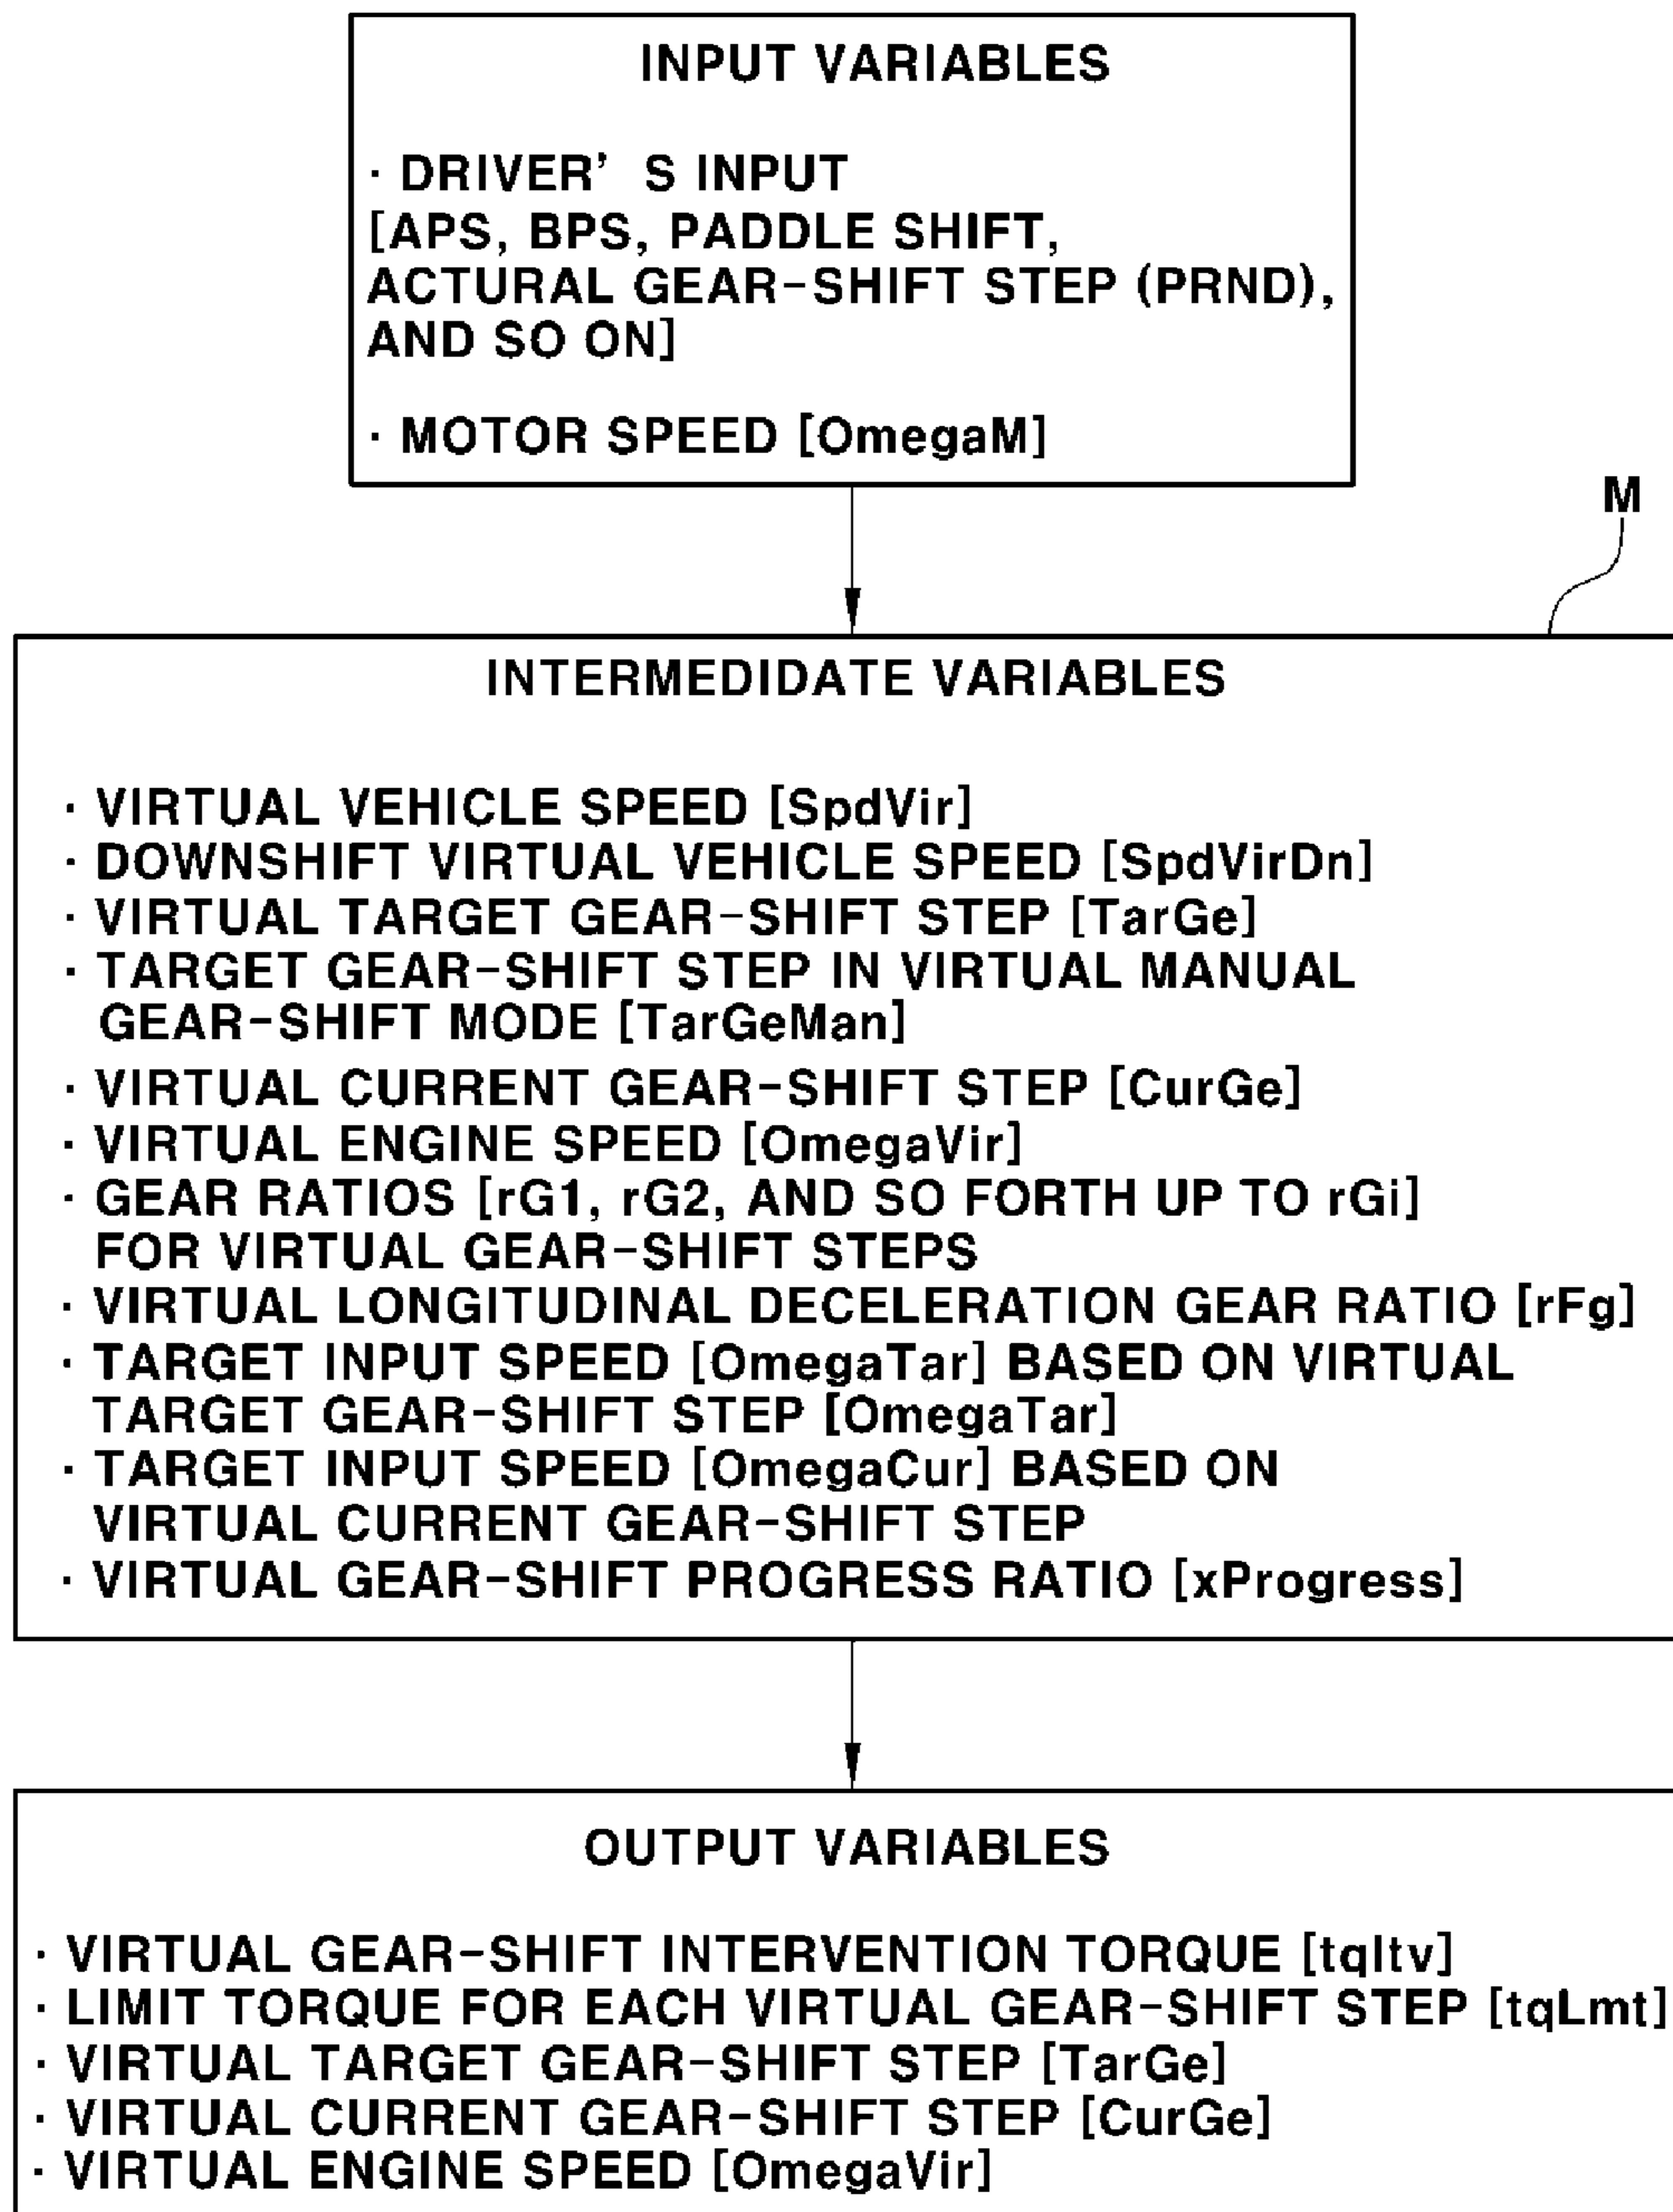 INPUT VARIABLES
· DRIVER' S INPUT
[APS, BPS, PADDLE SHIFT,
ACTURAL GEAR-SHIFT STEP (PRND),
AND SO ON]
· MOTOR SPEED [OmegaM]
M
INTERMEDIDATE VARIABLES
· VIRTUAL VEHICLE SPEED [SpdVir]
· DOWNSHIFT VIRTUAL VEHICLE SPEED [SpdVirDn]
· VIRTUAL TARGET GEAR-SHIFT STEP [TarGe]
· TARGET GEAR-SHIFT STEP IN VIRTUAL MANUAL
GEAR-SHIFT MODE [TarGeMan]
· VIRTUAL CURRENT GEAR-SHIFT STEP [CurGe]
· VIRTUAL ENGINE SPEED [OmegaVir]
· GEAR RATIOS [rG1, rG2, AND SO FORTH UP TO rGi]
FOR VIRTUAL GEAR-SHIFT STEPS
· VIRTUAL LONGITUDINAL DECELERATION GEAR RATIO [rFg]
· TARGET INPUT SPEED [OmegaTar] BASED ON VIRTUAL
TARGET GEAR-SHIFT STEP [OmegaTar]
· TARGET INPUT SPEED [OmegaCur] BASED ON
VIRTUAL CURRENT GEAR-SHIFT STEP
· VIRTUAL GEAR-SHIFT PROGRESS RATIO [xProgress]
OUTPUT VARIABLES
· VIRTUAL GEAR-SHIFT INTERVENTION TORQUE [tqItv]
· LIMIT TORQUE FOR EACH VIRTUAL GEAR-SHIFT STEP [tqLmt]
· VIRTUAL TARGET GEAR-SHIFT STEP [TarGe]
· VIRTUAL CURRENT GEAR-SHIFT STEP [CurGe]
· VIRTUAL ENGINE SPEED [OmegaVir]